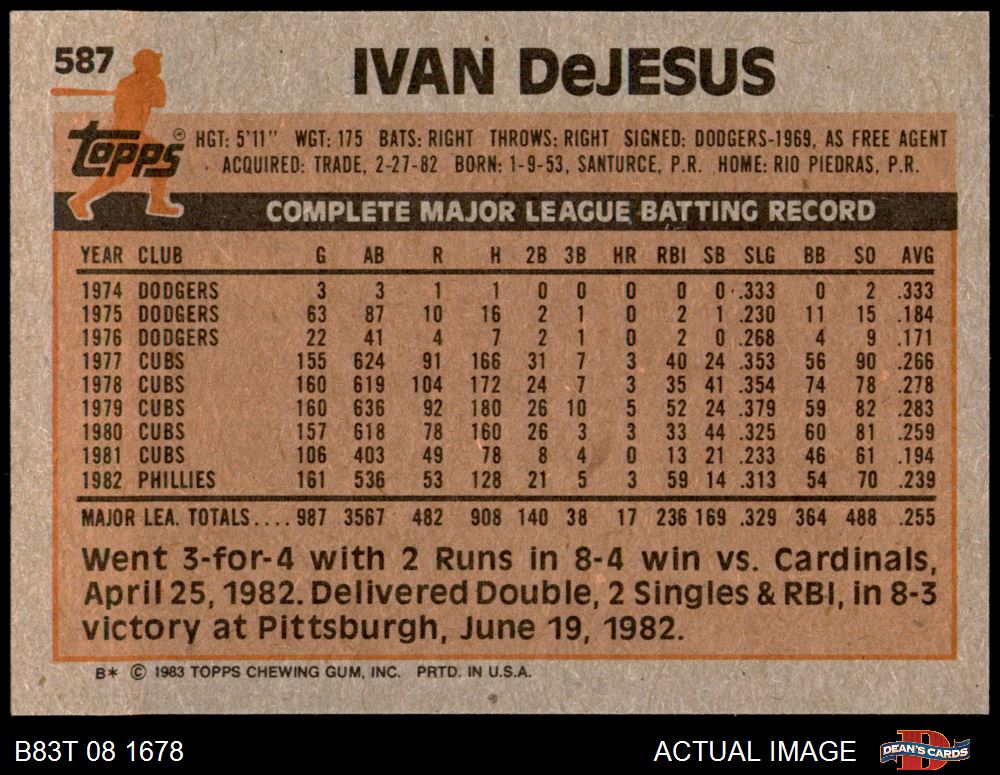 587
IVAN DeJESUS
topps ®
HGT: 5'11" WGT: 175 BATS: RIGHT THROWS: RIGHT SIGNED: DODGERS-1969, AS FREE AGENT
ACQUIRED: TRADE, 2-27-82 BORN: 1-9-53, SANTURCE, P.R. HOME: RIO PIEDRAS, P.R.
COMPLETE MAJOR LEAGUE BATTING RECORD
YEAR CLUB G AB R H 2B 3B HR RBI SB SLG BB SO AVG
1974 DODGERS 3 3 1 1 0 0 0 0 0 .333 0 2 .333
1975 DODGERS 63 87 10 16 2 1 0 2 1 .230 11 15 .184
1976 DODGERS 22 41 4 7 2 1 0 2 0 .268 4 9 .171
1977 CUBS 155 624 91 166 31 7 3 40 24 .353 56 90 .266
1978 CUBS 160 619 104 172 24 7 3 35 41 .354 74 78 .278
1979 CUBS 160 636 92 180 26 10 5 52 24 .379 59 82 .283
1980 CUBS 157 618 78 160 26 3 3 33 44 .325 60 81 .259
1981 CUBS 106 403 49 78 8 4 0 13 21 .233 46 61 .194
1982 PHILLIES 161 536 53 128 21 5 3 59 14 .313 54 70 .239
MAJOR LEA. TOTALS.... 987 3567 482 908 140 38 17 236 169 .329 364 488 .255
Went 3-for-4 with 2 Runs in 8-4 win vs. Cardinals,
April 25, 1982. Delivered Double, 2 Singles & RBI, in 8-3
victory at Pittsburgh, June 19, 1982.
B* © 1983 TOPPS CHEWING GUM, INC. PRTD. IN U.S.A.
B83T 08 1678 ACTUAL IMAGE DEAN'S CARDS